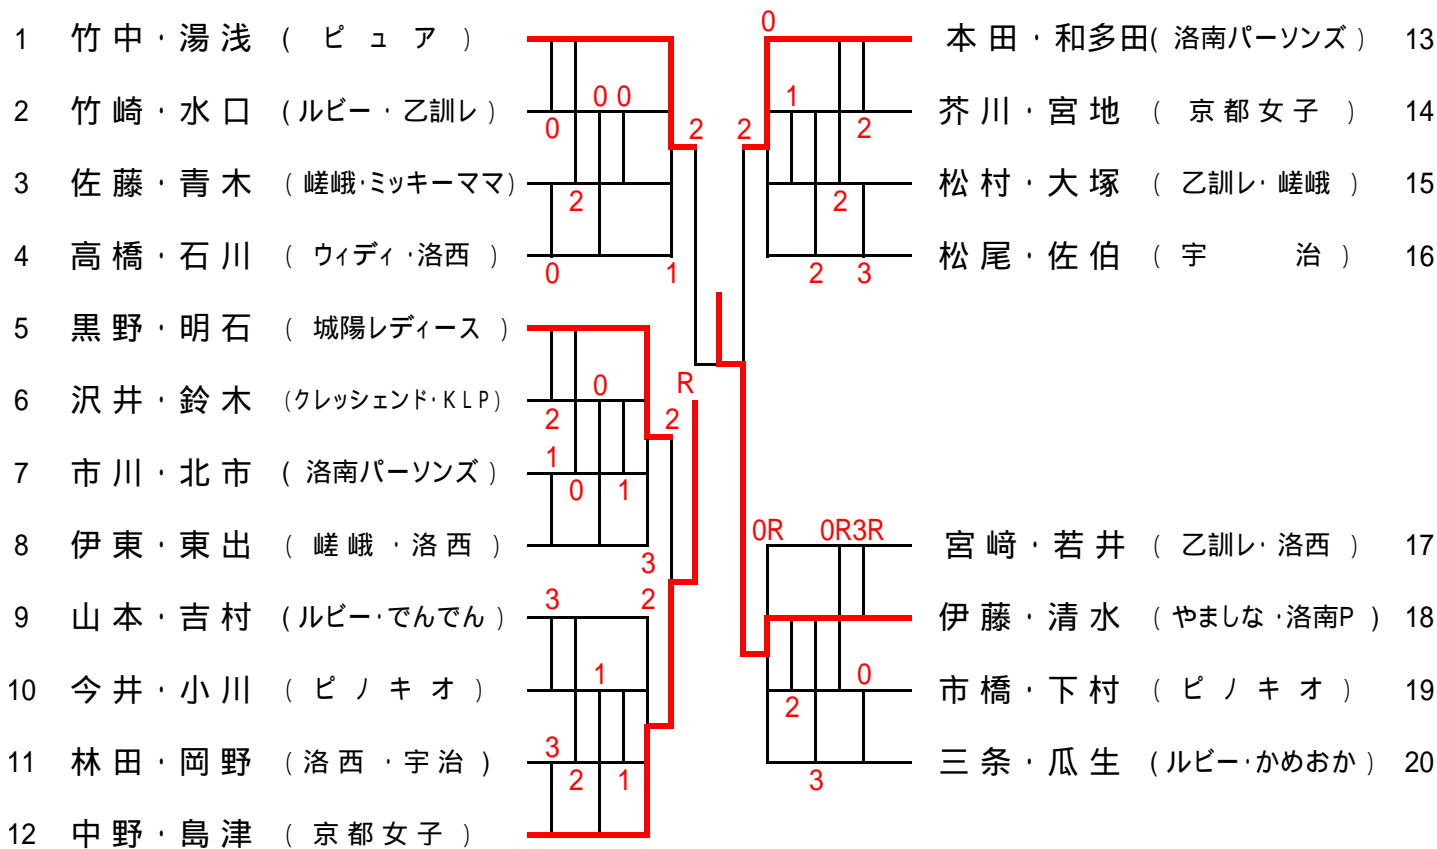 1 竹中・湯浅 ( ピュア )
2 竹崎・水口 (ルビー・乙訓レ)
3 佐藤・青木 (嵯峨・ミッキーママ)
4 高橋・石川 ( ウィディ・洛西 )
5 黒野・明石 ( 城陽レディース )
6 沢井・鈴木 (クレッシェンド・KLP)
7 市川・北市 ( 洛南パーソンズ )
8 伊東・東出 ( 嵯峨・洛西 )
9 山本・吉村 (ルビー・でんでん)
10 今井・小川 ( ピノキオ )
11 林田・岡野 (洛西・宇治)
12 中野・島津 ( 京都女子 )
0 0
0
2
0
1
2
0
2
1
0
1
3
2
R
3
2
1
3
2
1
2
0
本田・和多田( 洛南パーソンズ ) 13
芥川・宮地 ( 京都女子 ) 14
松村・大塚 ( 乙訓レ・嵯峨 ) 15
松尾・佐伯 ( 宇治 ) 16
宮﨑・若井 ( 乙訓レ・洛西 ) 17
伊藤・清水 ( やましな・洛南P ) 18
市橋・下村 ( ピノキオ ) 19
三条・瓜生 (ルビー・かめおか) 20
1
2
2
2 3
0R 0R3R
0
2
3